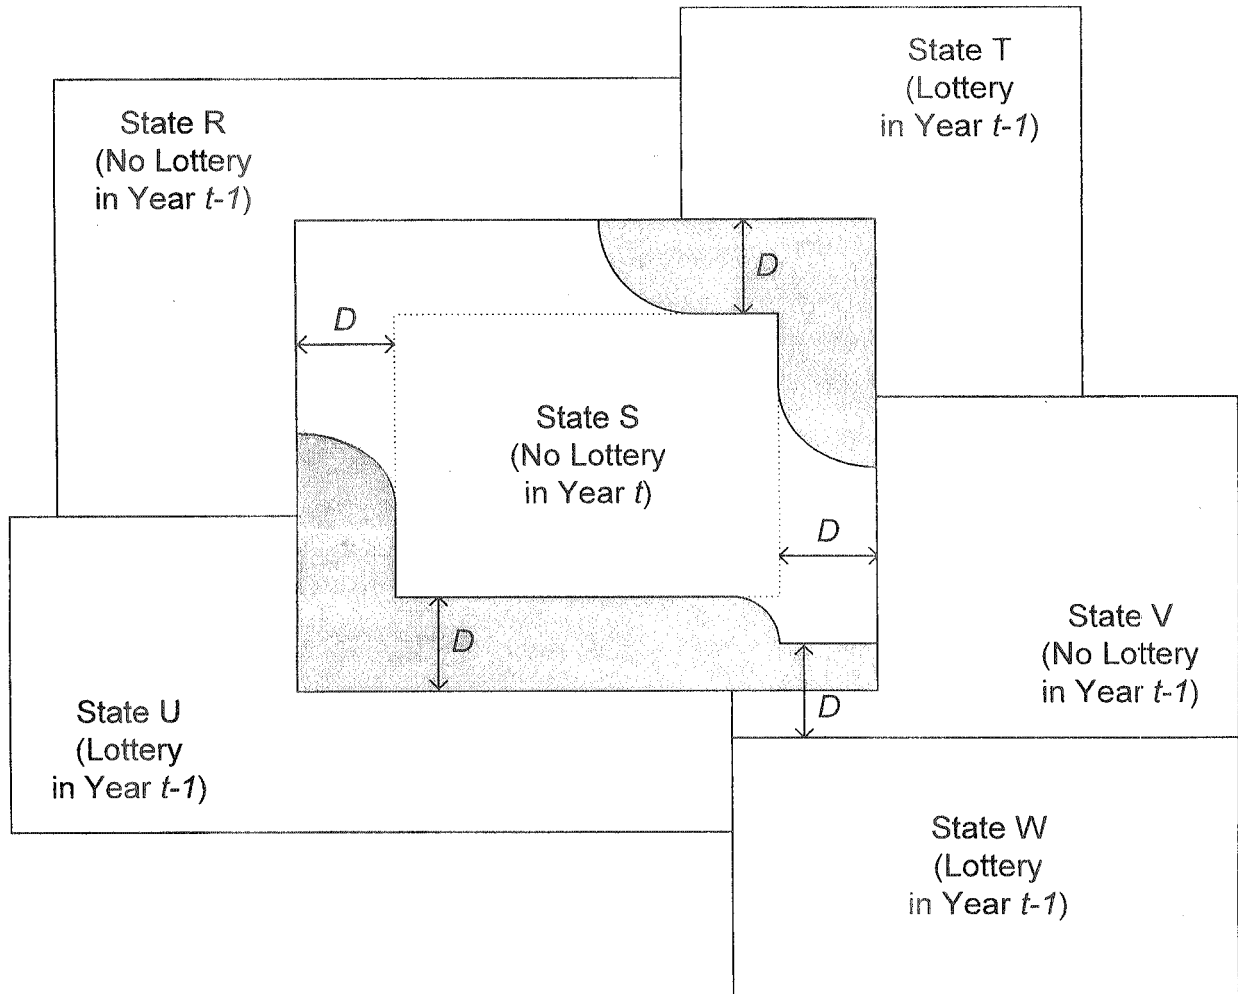 State T
(Lottery
in Year t-1)
State R
(No Lottery
in Year t-1)
D
D
State S
(No Lottery
in Year t)
D
D
State V
(No Lottery
in Year t-1)
State U
(Lottery
in Year t-1)
D
State W
(Lottery
in Year t-1)